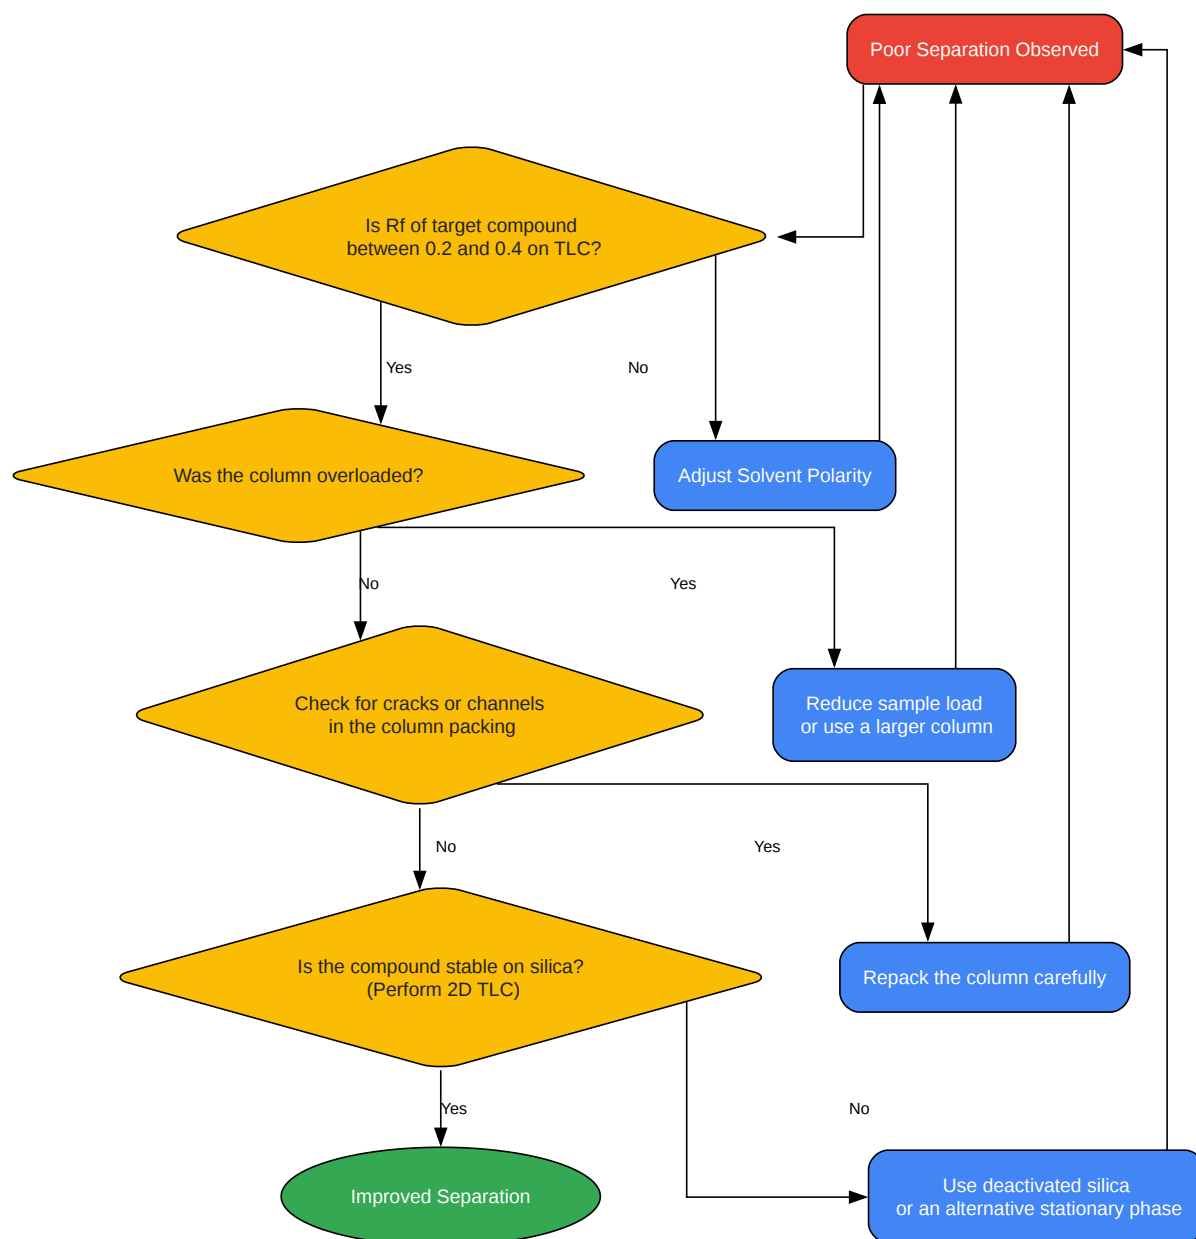 Poor Separation Observed
Is Rf of target compound
between 0.2 and 0.4 on TLC?
Yes
No
Was the column overloaded?
Adjust Solvent Polarity
No
Yes
Check for cracks or channels
in the column packing
Reduce sample load
or use a larger column
No
Yes
Is the compound stable on silica?
(Perform 2D TLC)
Repack the column carefully
Yes
No
Improved Separation
Use deactivated silica
or an alternative stationary phase